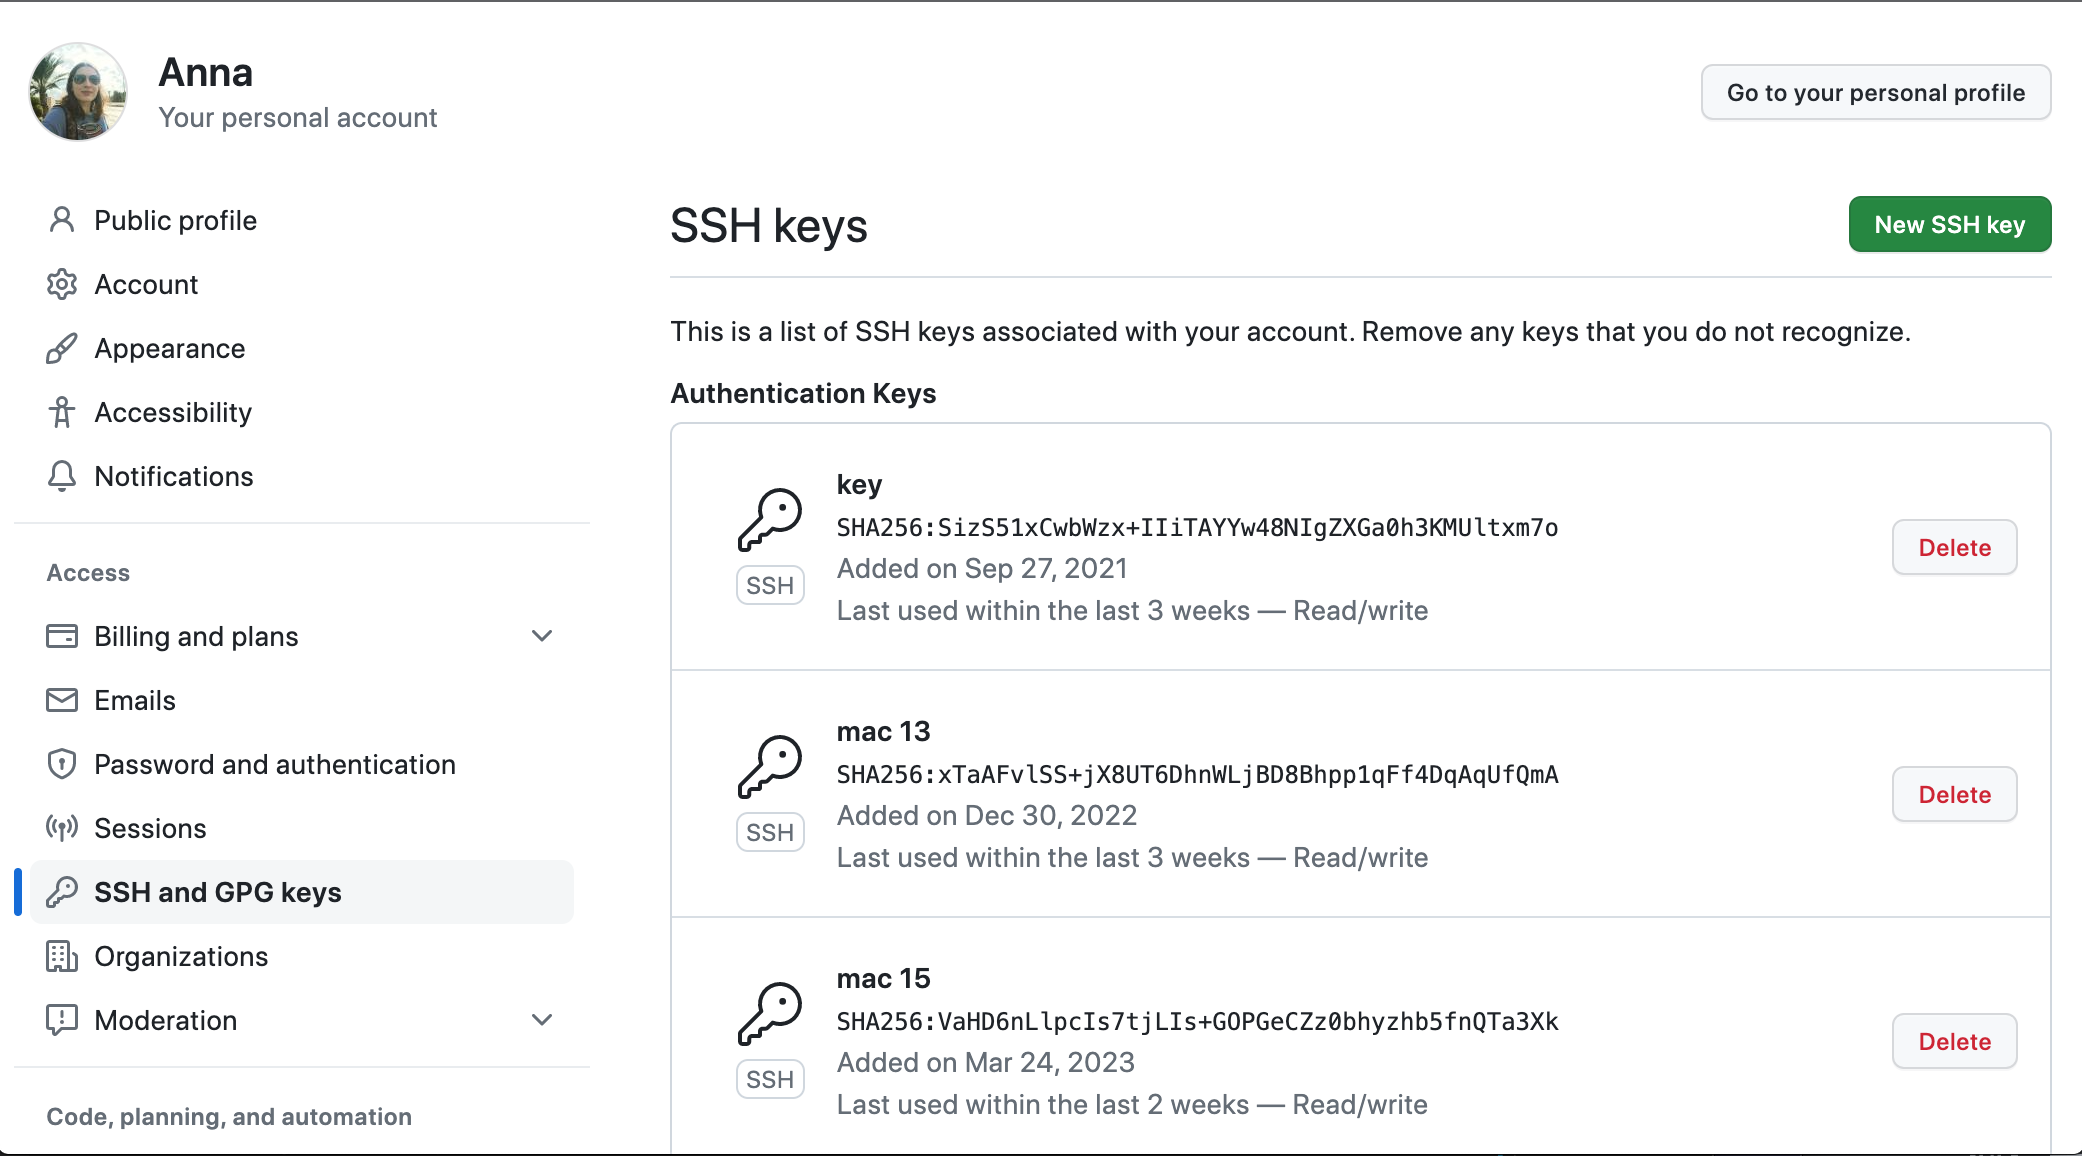 Anna
Your personal account
Go to your personal profile
Public profile
Account
Appearance
Accessibility
Notifications
Access
Billing and plans
Emails
Password and authentication
Sessions
SSH and GPG keys
Organizations
Moderation
Code, planning, and automation
SSH keys
New SSH key
This is a list of SSH keys associated with your account. Remove any keys that you do not recognize.
Authentication Keys
key
SHA256:SizS51xCwbWzx+IIiTAYYw48NIgZXGa0h3KMUltxm7o
Added on Sep 27, 2021
Last used within the last 3 weeks — Read/write
SSH
Delete
mac 13
SHA256:xTaAFvlSS+jX8UT6DhnWLjBD8Bhpp1qFf4DqAqUfQmA
Added on Dec 30, 2022
Last used within the last 3 weeks — Read/write
SSH
Delete
mac 15
SHA256:VaHD6nLlpcIs7tjLIs+GOPGeCZz0bhyzhb5fnQTa3Xk
Added on Mar 24, 2023
Last used within the last 2 weeks — Read/write
SSH
Delete